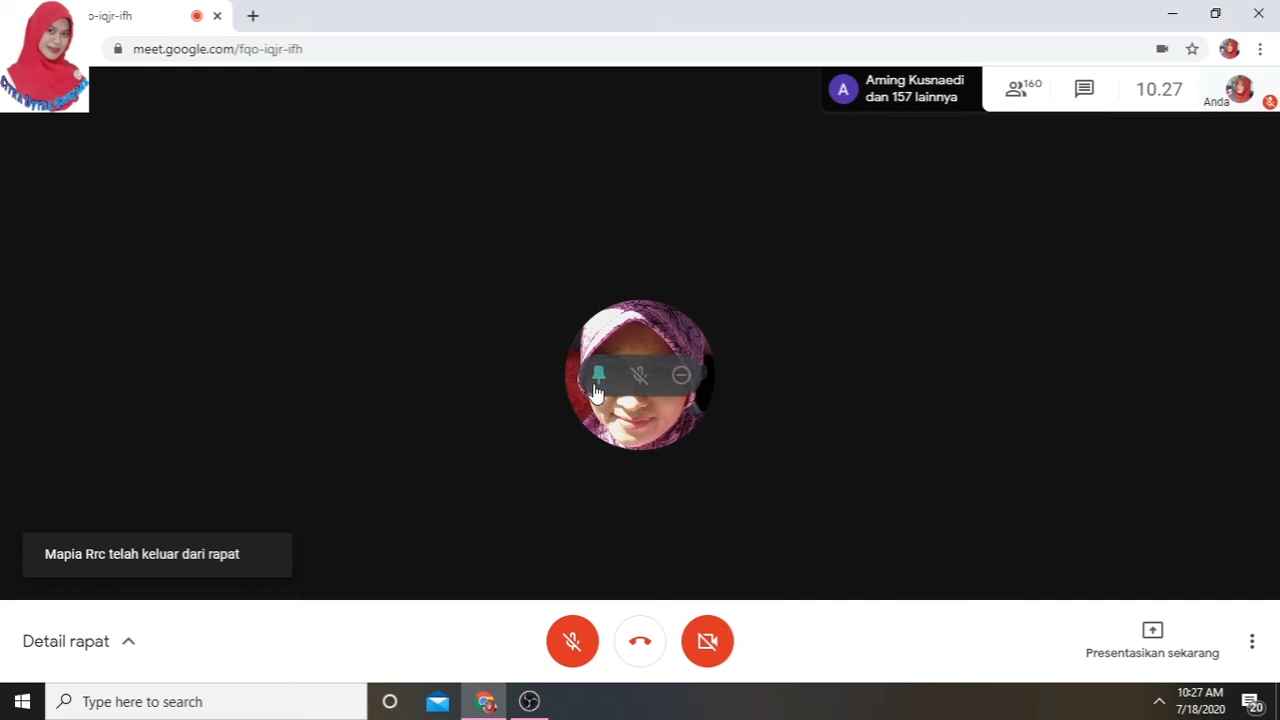 o-iqjr-ifh
meet.google.com/fqo-iqjr-ifh
Aming Kusnaedi
dan 157 lainnya
160
10.27
A
Anda
Mapia Rrc telah keluar dari rapat
Detail rapat
Presentasikan sekarang
Type here to search
10:27 AM
7/18/2020
20